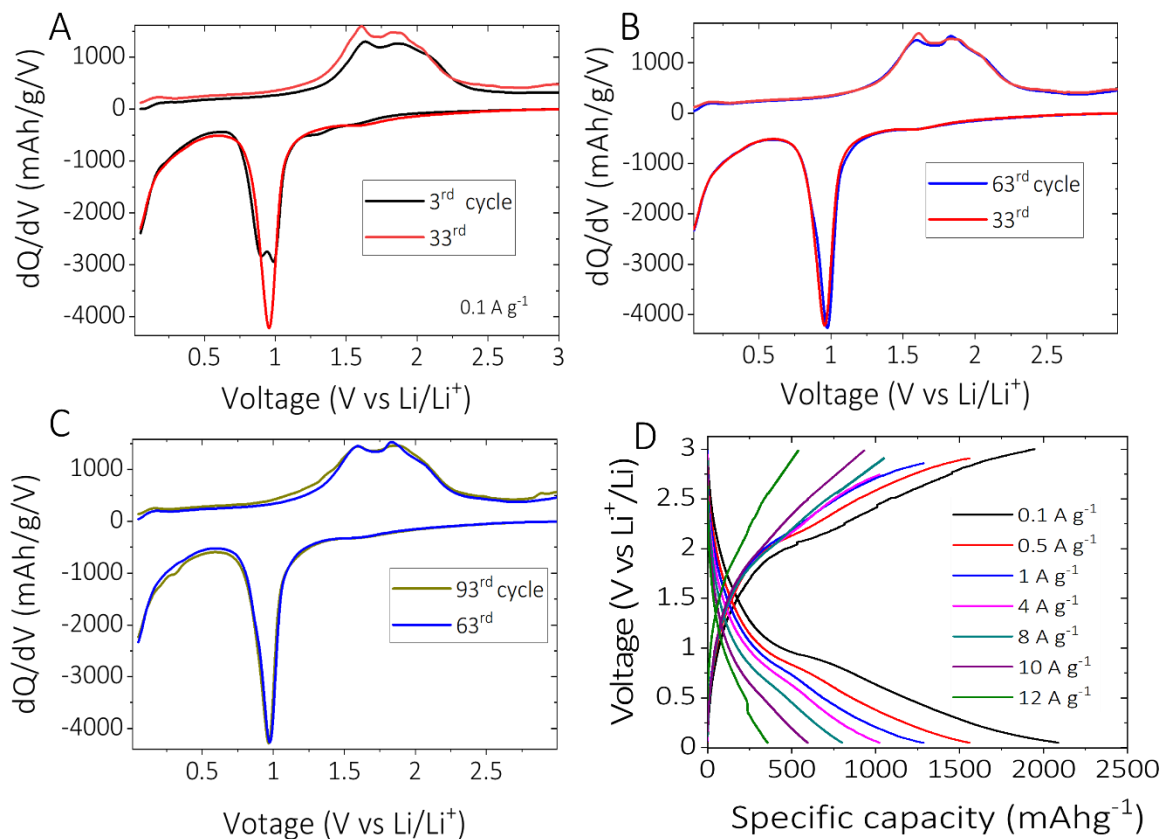 A
dQ/dV (mAh/g/V)
1000
0
-1000
-2000
-3000
-4000
3rd cycle
33rd
0.1 A g-1
0.5
1
1.5
2
2.5
3
Voltage (V vs Li/Li+)
B
dQ/dV (mAh/g/V)
1000
0
-1000
-2000
-3000
-4000
63rd cycle
33rd
0.5
1
1.5
2
2.5
Voltage (V vs Li/Li+)
C
dQ/dV (mAh/g/V)
1000
0
-1000
-2000
-3000
-4000
93rd cycle
63rd
0.5
1
1.5
2
2.5
Votage (V vs Li/Li+)
D
Voltage (V vs Li+/Li)
3
2.5
2
1.5
1
0.5
0
0.1 A g-1
0.5 A g-1
1 A g-1
4 A g-1
8 A g-1
10 A g-1
12 A g-1
0
500
1000
1500
2000
2500
Specific capacity (mAhg-1)